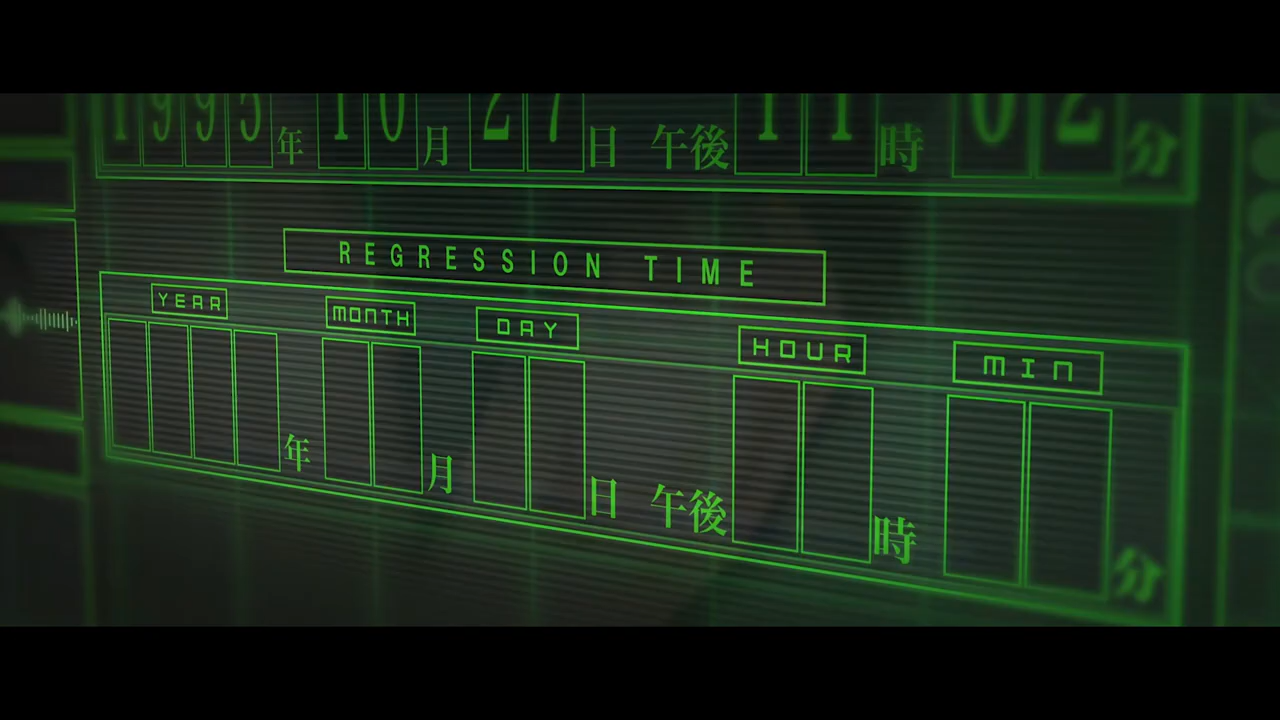 1995年 10月 27日 午後 11時 02分
REGRESSION TIME
YEAR MONTH DAY HOUR MIN
年 月 日 午後 時 分